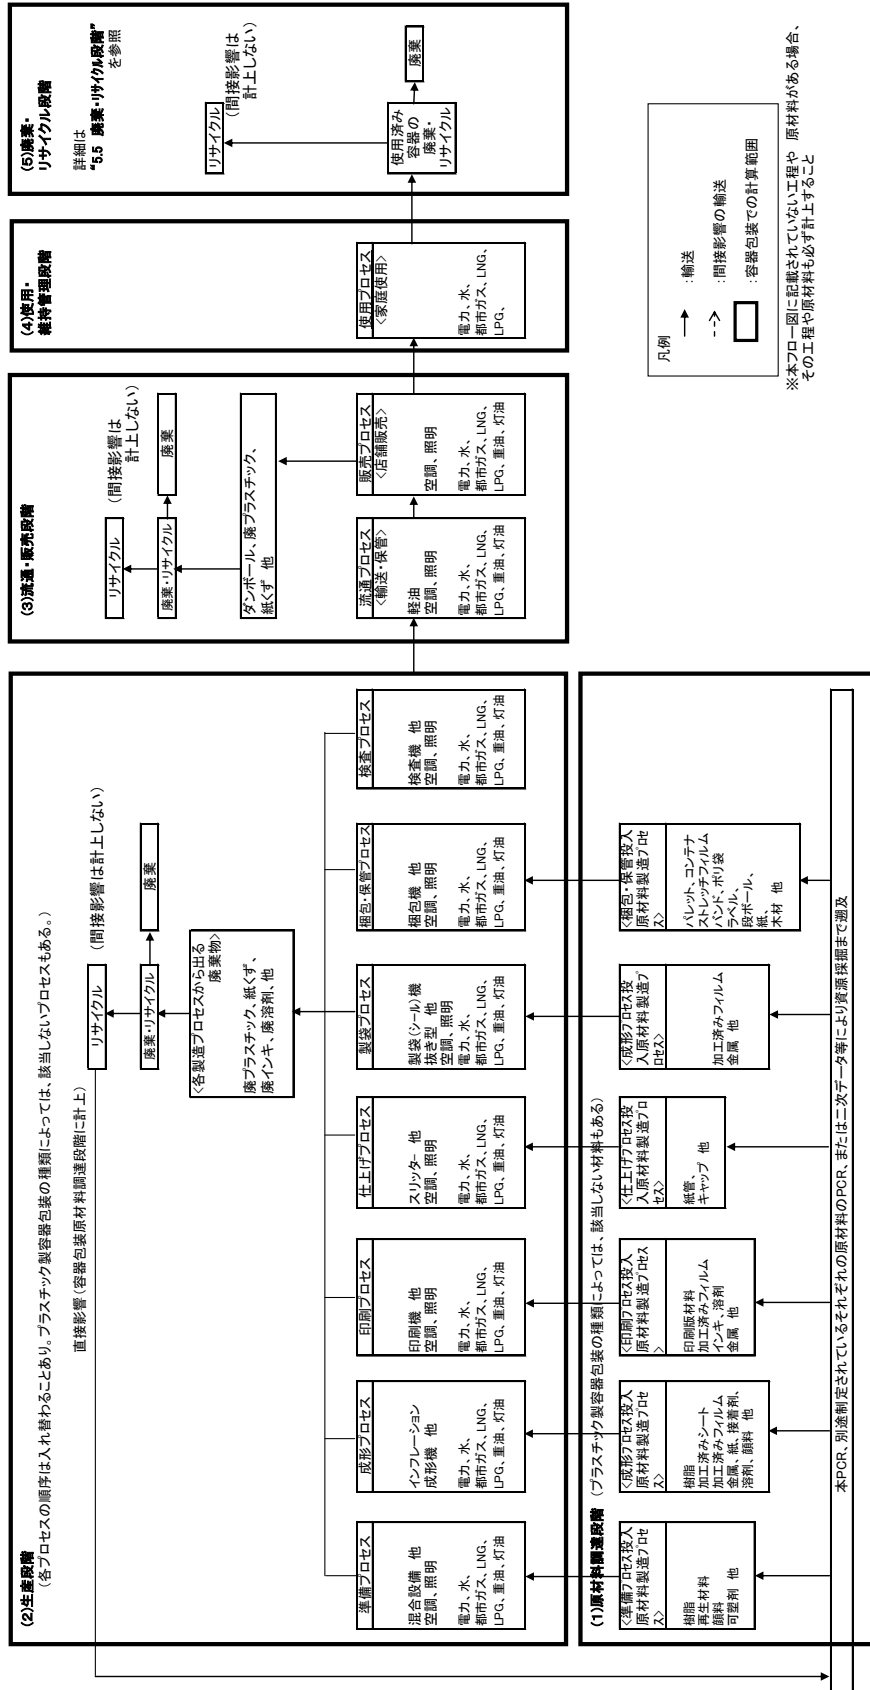 (2)生産段階
(各プロセスの順序は入れ替わることあり。プラスチック製容器包装の種類によっては、該当しないプロセスもある。)
直接影響(容器包装原材料調達段階に計上)
リサイクル
(間接影響は計上しない)
廃棄・リサイクル
廃棄
<各製造プロセスから出る
廃棄物>
廃プラスチック、紙くず、
廃インキ、廃溶剤、他
準備プロセス
混合設備 他
空調、照明
電力、水、
都市ガス、LNG、
LPG、重油、灯油
成形プロセス
インフレーション
成形機 他
電力、水、
都市ガス、LNG、
LPG、重油、灯油
印刷プロセス
印刷機 他
空調、照明
電力、水、
都市ガス、LNG、
LPG、重油、灯油
仕上げプロセス
スリッター 他
空調、照明
電力、水、
都市ガス、LNG、
LPG、重油、灯油
製袋プロセス
製袋(シール)機
抜き型 他
空調、照明
電力、水、
都市ガス、LNG、
LPG、重油、灯油
梱包・保管プロセス
梱包機 他
空調、照明
電力、水、
都市ガス、LNG、
LPG、重油、灯油
検査プロセス
検査機 他
空調、照明
電力、水、
都市ガス、LNG、
LPG、重油、灯油
(1)原材料調達段階 (プラスチック製容器包装の種類によっては、該当しない材料もある)
<準備プロセス投入
原材料製造プロセ
ス>
樹脂
再生材料
顔料
可塑剤 他
<成形プロセス投入
原材料製造プロセ
ス>
樹脂
加工済みシート
加工済みフィルム
金属、紙、接着剤、
溶剤、顔料 他
<印刷プロセス投入
原材料製造プロセス
>
印刷版材料
加工済みフィルム
インキ、溶剤
金属 他
<仕上げプロセス投
入原材料製造プロ
セス>
紙管、
キャップ 他
<成形プロセス投
入原材料製造プ
ロセス>
加工済みフィルム
金属 他
<梱包・保管投入
原材料製造プロセ
ス>
パレット、コンテナ
ストレッチフィルム
バンド、ポリ袋
ラベル、
段ボール、
紙、
木材 他
本PCR、別途制定されているそれぞれの原材料のPCR、または二次データ等により資源採掘まで遡及
(3)流通・販売段階
リサイクル
(間接影響は
計上しない)
廃棄・リサイクル
廃棄
ダンボール、廃プラスチック、
紙くず 他
流通プロセス
<輸送・保管>
軽油
空調、照明
電力、水、
都市ガス、LNG、
LPG、重油、灯油
販売プロセス
<店舗販売>
空調、照明
電力、水、
都市ガス、LNG、
LPG、重油、灯油
(4)使用・
維持管理段階
使用プロセス
<家庭使用>
電力、水、
都市ガス、LNG、
LPG、
(5)廃棄・
リサイクル段階
詳細は
"5.5 廃棄・リサイクル段階"
を参照
リサイクル
(間接影響は
計上しない)
使用済み
容器の
廃棄・
リサイクル
廃棄
凡例
:輸送
:間接影響の輸送
:容器包装での計算範囲
※本フロー図に記載されていない工程や 原材料がある場合、
その工程や原材料も必ず計上すること